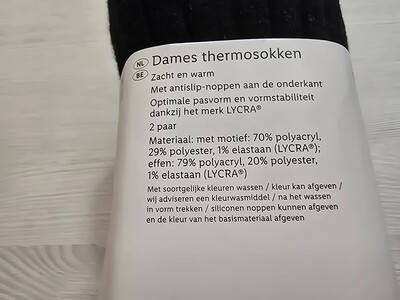 NL Dames thermosokken
BE Zacht en warm
Met antislip-noppen aan de onderkant
Optimale pasvorm en vormstabiliteit
dankzij het merk LYCRA®
2 paar
Materiaal: met motief: 70% polyacryl,
29% polyester, 1% elastaan (LYCRA®);
effen: 79% polyacryl, 20% polyester,
1% elastaan (LYCRA®)
Met soortgelijke kleuren wassen / kleur kan afgeven /
wij adviseren een kleurwasmiddel / na het wassen
in vorm trekken / siliconen noppen kunnen afgeven
en de kleur van het basismateriaal afgeven